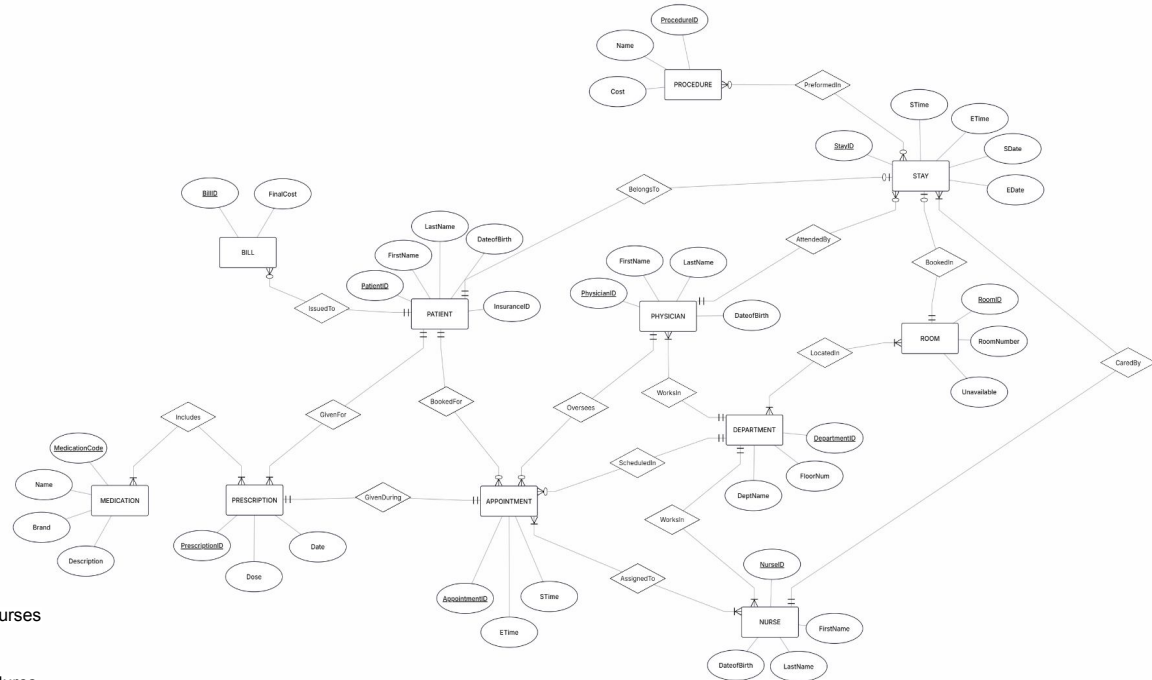 ProcedureID
Name
PROCEDURE
Cost
PreformedIn
STime
ETime
StayID
SDate
STAY
EDate
BillID
FinalCost
BILL
BelongsTo
LastName
DateofBirth
FirstName
PatientID
InsuranceID
PATIENT
IssuedTo
AttendedBy
BookedIn
FirstName
LastName
PhysicianID
PHYSICIAN
DateofBirth
RoomID
RoomNumber
ROOM
Unavailable
LocatedIn
CaredBy
Includes
GivenFor
BookedFor
Oversees
WorksIn
DEPARTMENT
DepartmentID
FloorNum
DeptName
ScheduledIn
MedicationCode
Name
MEDICATION
Brand
Description
PRESCRIPTION
GivenDuring
APPOINTMENT
PrescriptionID
Date
Dose
WorksIn
AppointmentID
STime
ETime
AssignedTo
NurseID
NURSE
FirstName
DateofBirth
LastName
urses